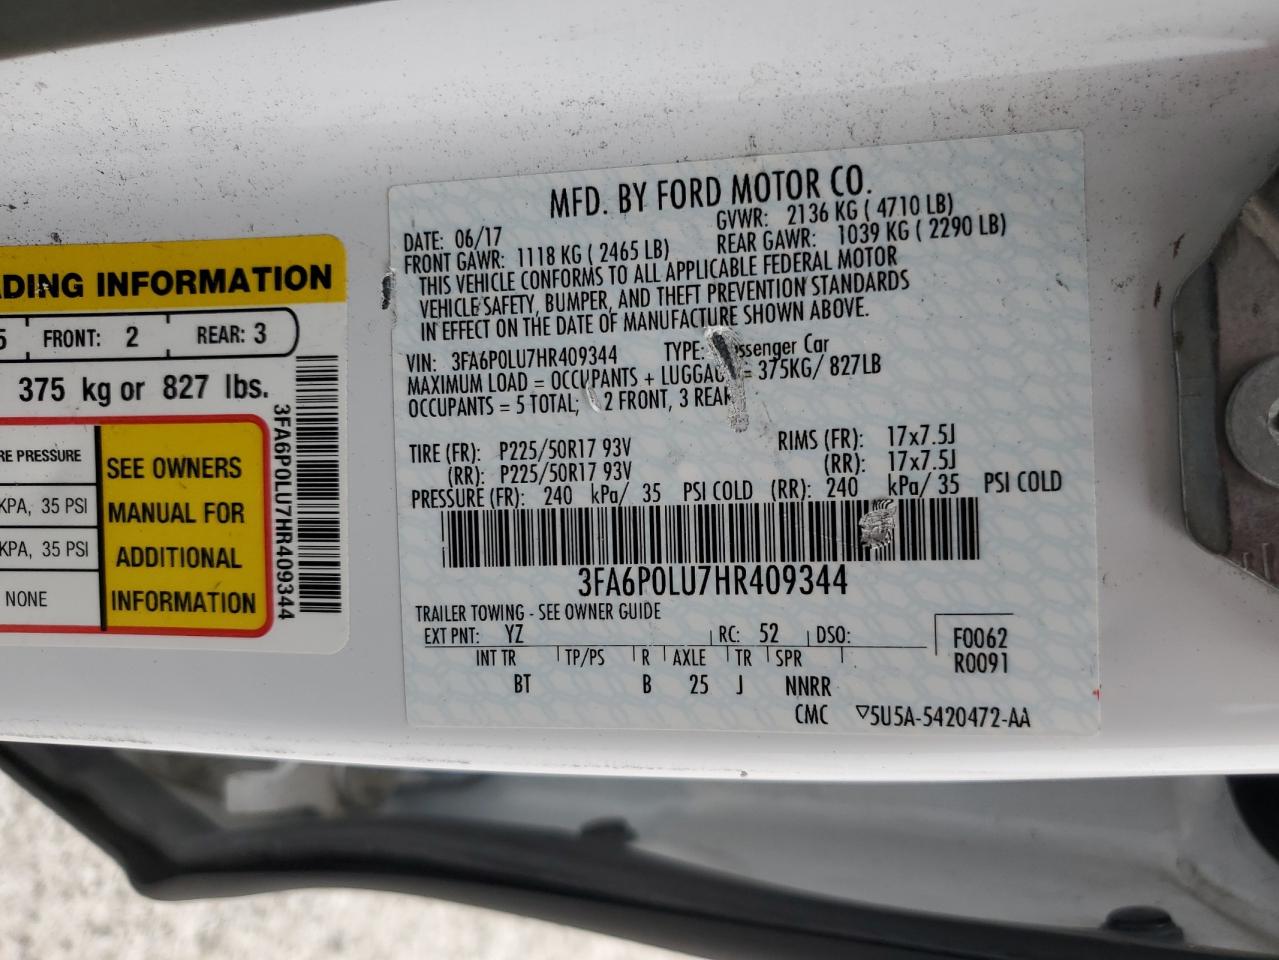 ADING INFORMATION
5 FRONT: 2 REAR: 3
375 kg or 827 lbs.
RE PRESSURE
KPA, 35 PSI
KPA, 35 PSI
NONE
SEE OWNERS
MANUAL FOR
ADDITIONAL
INFORMATION
3FA6P0LU7HR409344
MFD. BY FORD MOTOR CO.
DATE: 06/17 GVWR: 2136 KG ( 4710 LB)
FRONT GAWR: 1118 KG ( 2465 LB) REAR GAWR: 1039 KG ( 2290 LB)
THIS VEHICLE CONFORMS TO ALL APPLICABLE FEDERAL MOTOR
VEHICLE SAFETY, BUMPER, AND THEFT PREVENTION STANDARDS
IN EFFECT ON THE DATE OF MANUFACTURE SHOWN ABOVE.
VIN: 3FA6P0LU7HR409344 TYPE: Passenger Car
MAXIMUM LOAD = OCCUPANTS + LUGGAGE = 375KG/ 827LB
OCCUPANTS = 5 TOTAL; 2 FRONT, 3 REAR
TIRE (FR): P225/50R17 93V RIMS (FR): 17x7.5J
(RR): P225/50R17 93V (RR): 17x7.5J
PRESSURE (FR): 240 kPa/ 35 PSI COLD (RR): 240 kPa/ 35 PSI COLD
3FA6P0LU7HR409344
TRAILER TOWING - SEE OWNER GUIDE
EXT PNT: YZ RC: 52 DSO: F0062
R0091
INT TR TP/PS R AXLE TR SPR
BT B 25 J NNRR
CMC ▽5U5A-5420472-AA